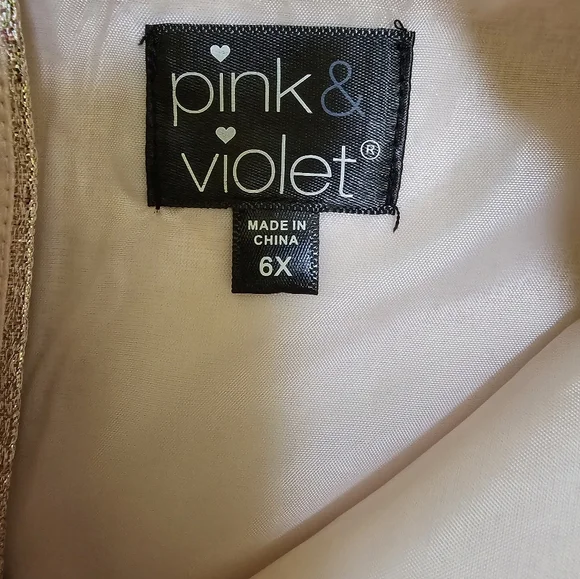 pink &
violet®
MADE IN
CHINA
6X